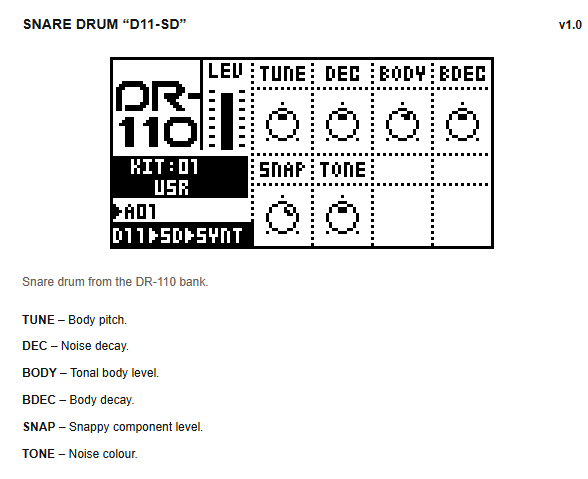 SNARE DRUM “D11-SD” v1.0
LEV TUNE DEC BODY BDEC
DR-
110
KIT:01
USR
SNAP TONE
▶A01
D11▶SD▶SYNT
Snare drum from the DR-110 bank.
TUNE – Body pitch.
DEC – Noise decay.
BODY – Tonal body level.
BDEC – Body decay.
SNAP – Snappy component level.
TONE – Noise colour.